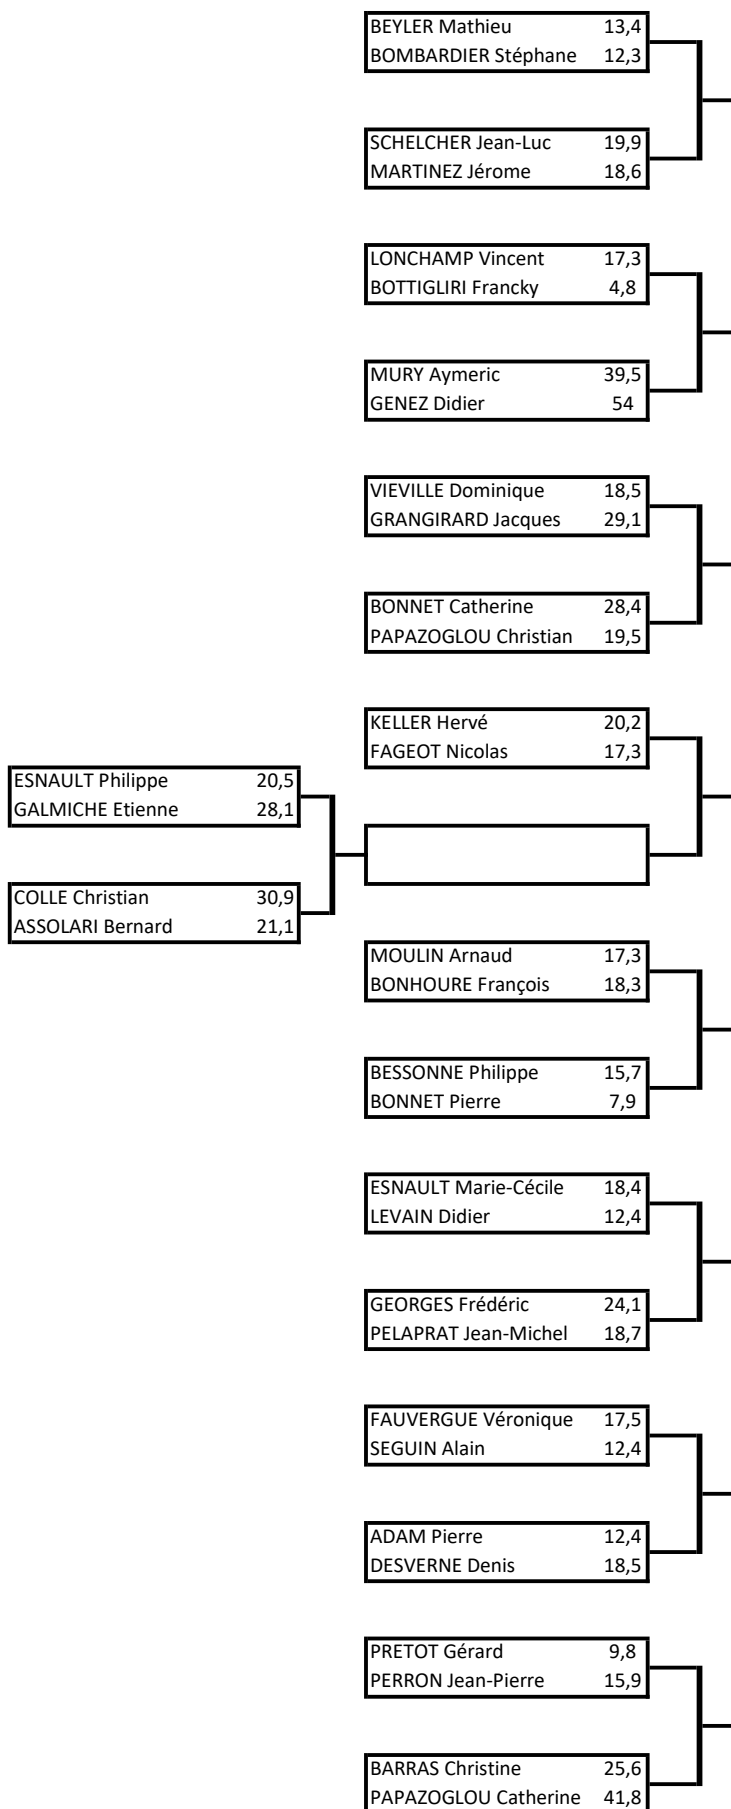 BEYLER Mathieu 13,4
BOMBARDIER Stéphane 12,3
SCHELCHER Jean-Luc 19,9
MARTINEZ Jérome 18,6
LONCHAMP Vincent 17,3
BOTTIGLIRI Francky 4,8
MURY Aymeric 39,5
GENEZ Didier 54
VIEVILLE Dominique 18,5
GRANGIRARD Jacques 29,1
BONNET Catherine 28,4
PAPAZOGLOU Christian 19,5
KELLER Hervé 20,2
FAGEOT Nicolas 17,3
ESNAULT Philippe 20,5
GALMICHE Etienne 28,1
COLLE Christian 30,9
ASSOLARI Bernard 21,1
MOULIN Arnaud 17,3
BONHOURE François 18,3
BESSONNE Philippe 15,7
BONNET Pierre 7,9
ESNAULT Marie-Cécile 18,4
LEVAIN Didier 12,4
GEORGES Frédéric 24,1
PELAPRAT Jean-Michel 18,7
FAUVERGUE Véronique 17,5
SEGUIN Alain 12,4
ADAM Pierre 12,4
DESVERNE Denis 18,5
PRETOT Gérard 9,8
PERRON Jean-Pierre 15,9
BARRAS Christine 25,6
PAPAZOGLOU Catherine 41,8